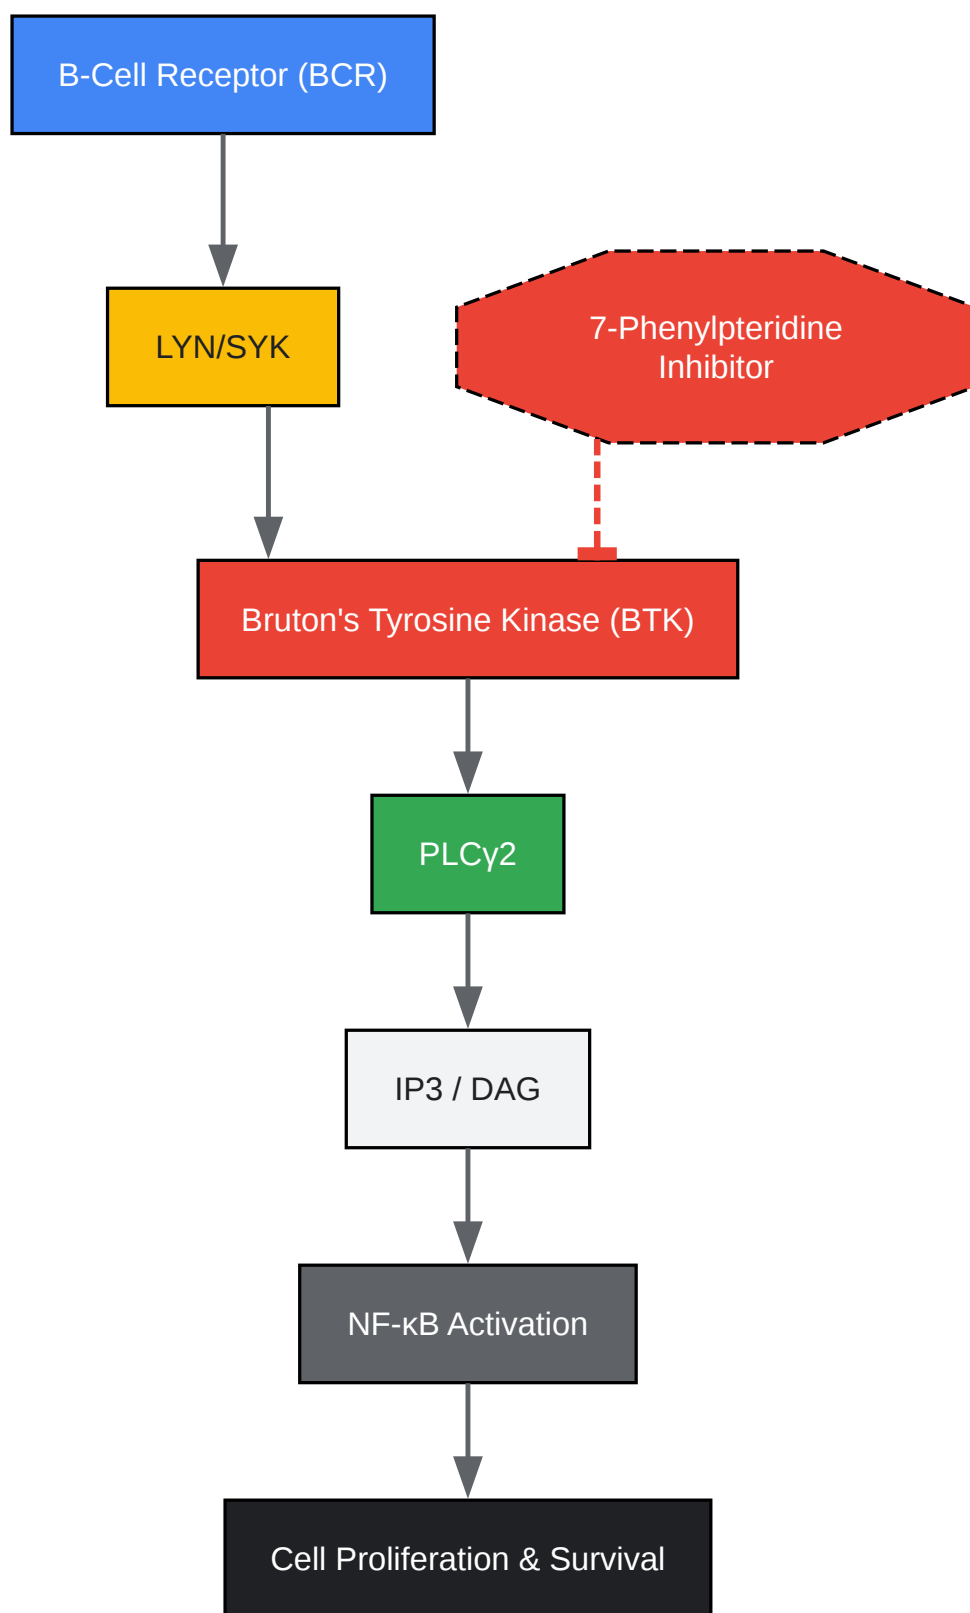 B-Cell Receptor (BCR)
LYN/SYK
7-Phenylpteridine
Inhibitor
Bruton's Tyrosine Kinase (BTK)
PLCγ2
IP3 / DAG
NF-κB Activation
Cell Proliferation & Survival